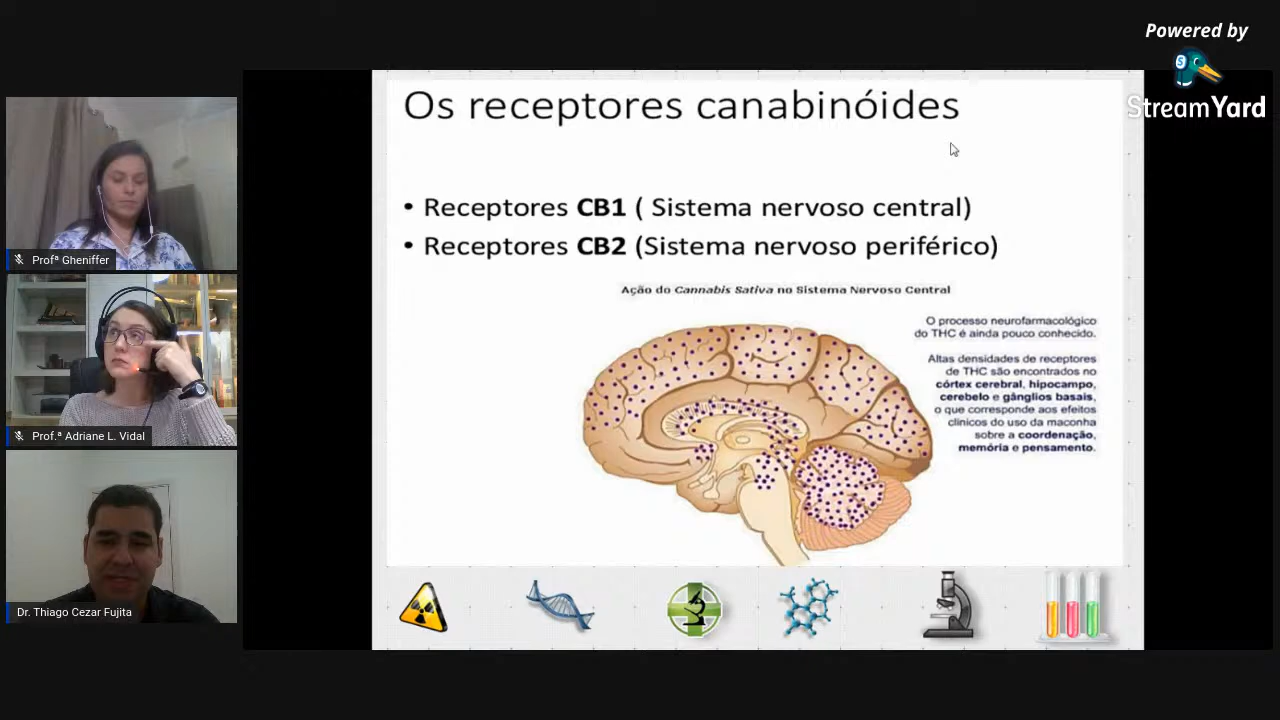 Powered by
StreamYard
Os receptores canabinóides
• Receptores CB1 ( Sistema nervoso central)
• Receptores CB2 (Sistema nervoso periférico)
Ação do Cannabis Sativa no Sistema Nervoso Central
O processo neurofarmacológico
do THC é ainda pouco conhecido.
Altas densidades de receptores
de THC são encontrados no
córtex cerebral, hipocampo,
cerebelo e gânglios basais,
o que corresponde aos efeitos
clínicos do uso da maconha
sobre a coordenação,
memória e pensamento.
Profª Gheniffer
Prof.ª Adriane L. Vidal
Dr. Thiago Cezar Fujita